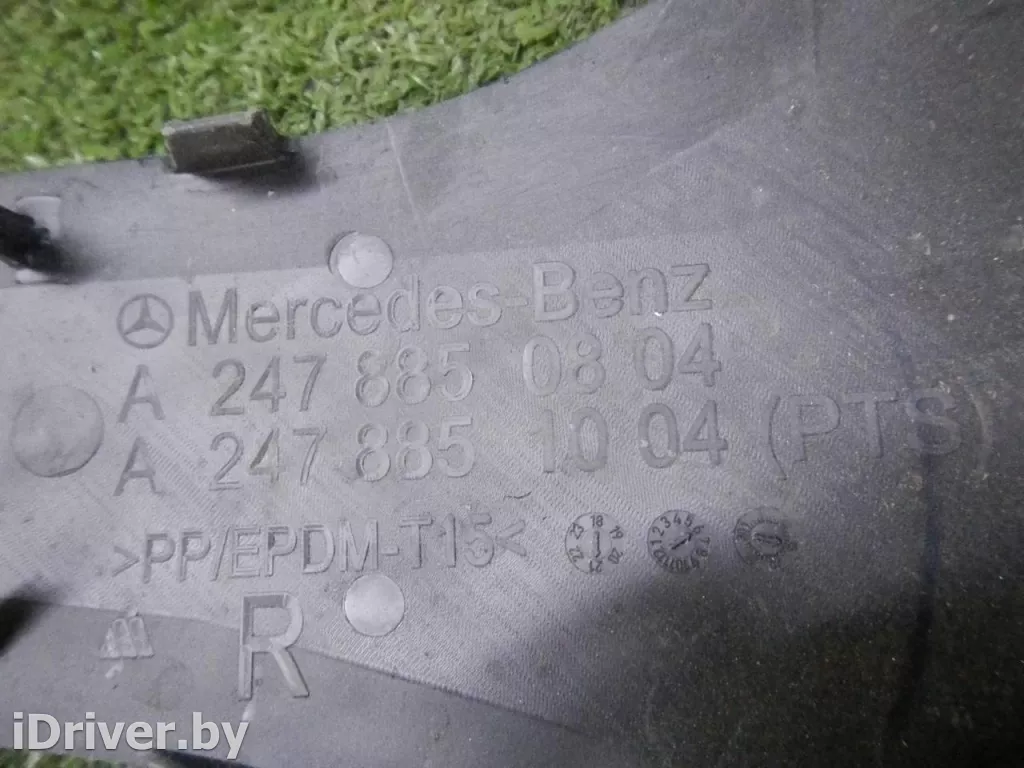 Mercedes-Benz
A 247 885 08 04
A 247 885 10 04 (PTS)
>PP/EPDM-T15<
R
iDriver.by